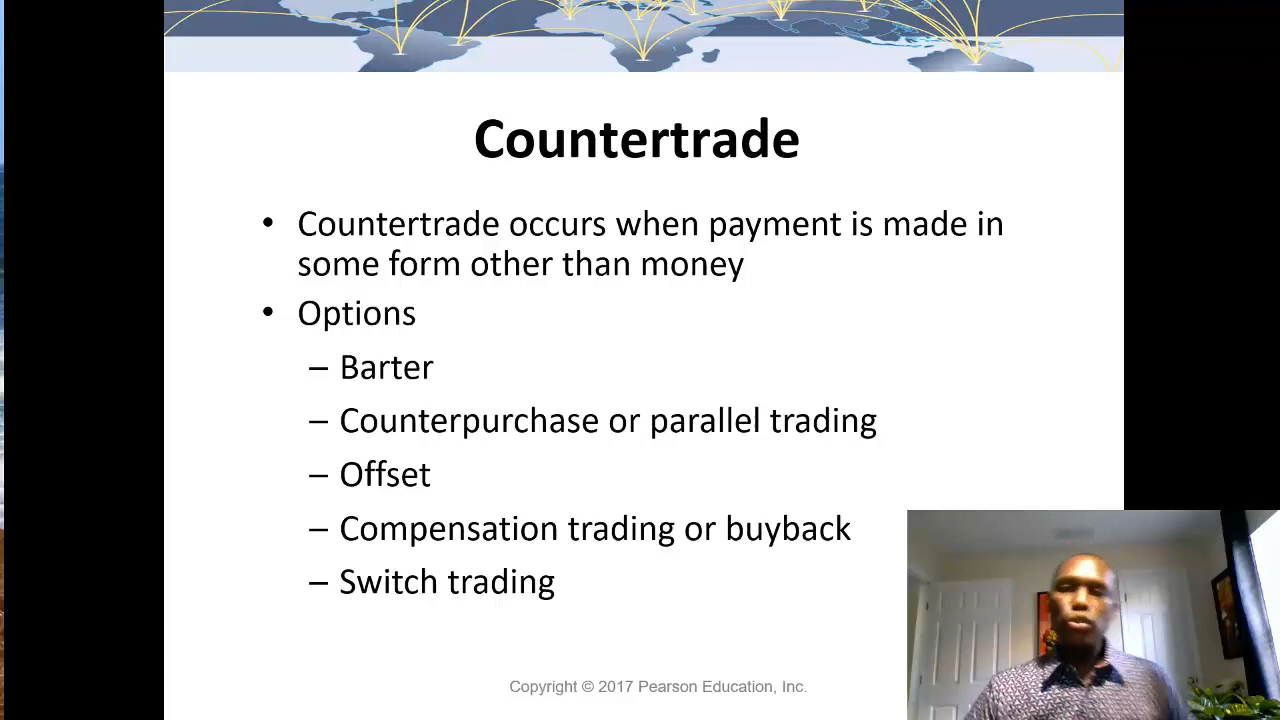 Countertrade
• Countertrade occurs when payment is made in
some form other than money
• Options
– Barter
– Counterpurchase or parallel trading
– Offset
– Compensation trading or buyback
– Switch trading
Copyright © 2017 Pearson Education, Inc.